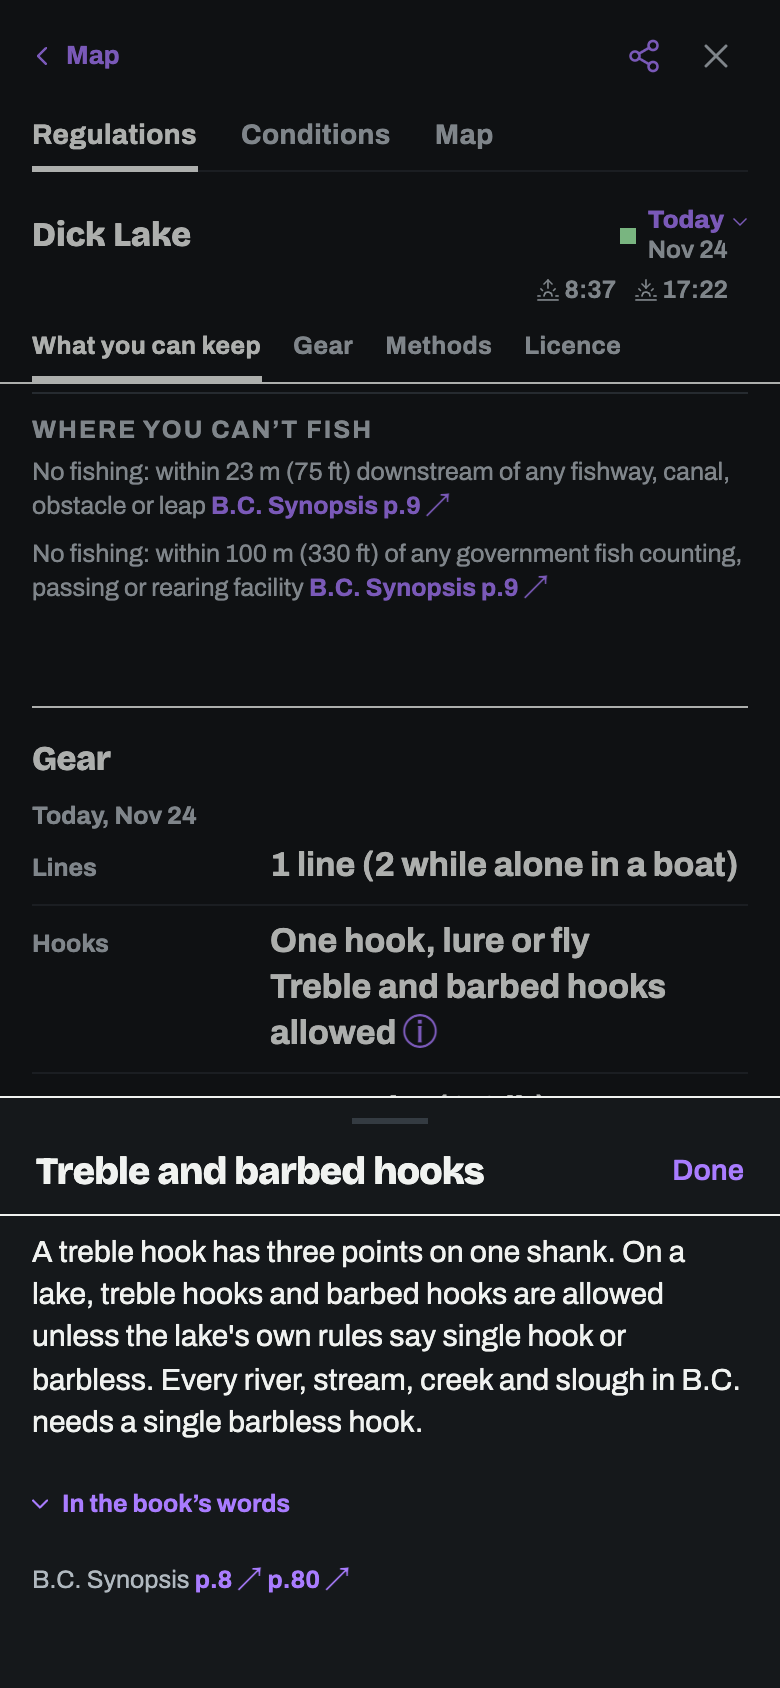 Map
Regulations Conditions Map
Dick Lake
Today
Nov 24
8:37 17:22
What you can keep Gear Methods Licence
WHERE YOU CAN’T FISH
No fishing: within 23 m (75 ft) downstream of any fishway, canal,
obstacle or leap B.C. Synopsis p.9
No fishing: within 100 m (330 ft) of any government fish counting,
passing or rearing facility B.C. Synopsis p.9
Gear
Today, Nov 24
Lines 1 line (2 while alone in a boat)
Hooks One hook, lure or fly
Treble and barbed hooks
allowed
Treble and barbed hooks Done
A treble hook has three points on one shank. On a
lake, treble hooks and barbed hooks are allowed
unless the lake's own rules say single hook or
barbless. Every river, stream, creek and slough in B.C.
needs a single barbless hook.
In the book’s words
B.C. Synopsis p.8 p.80